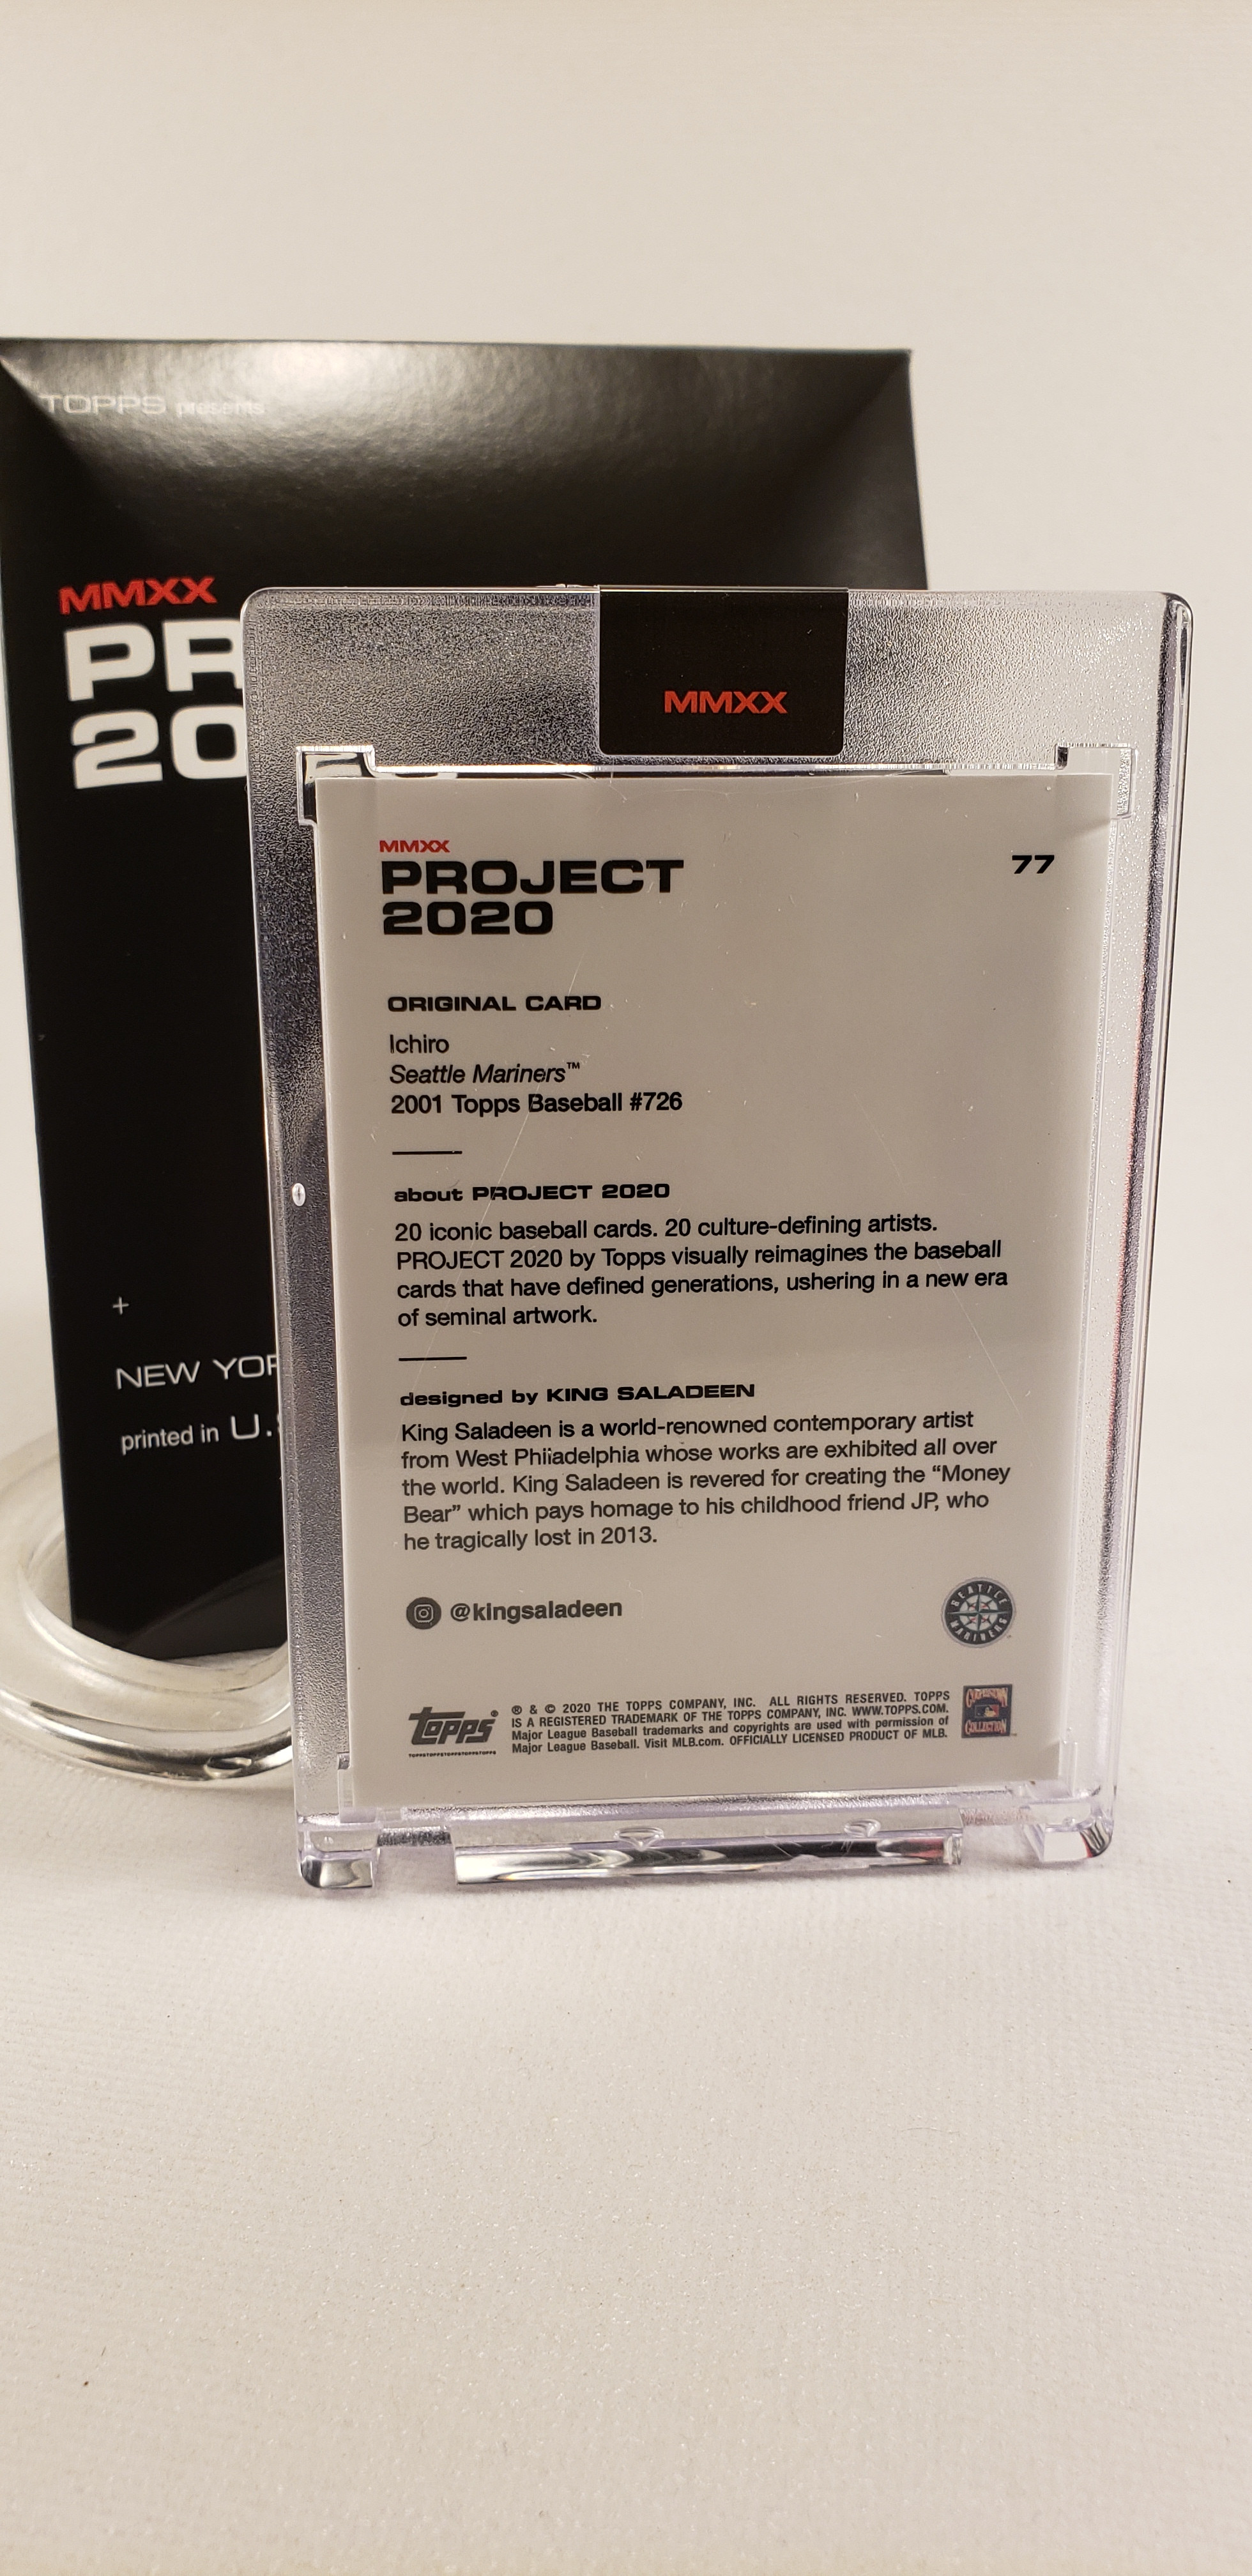 TOPPS presents
MMXX
PR
20
+
NEW YOR
printed in U.S
MMXX
MMXX
PROJECT
2020
77
ORIGINAL CARD
Ichiro
Seattle Mariners™
2001 Topps Baseball #726
about PROJECT 2020
20 iconic baseball cards. 20 culture-defining artists.
PROJECT 2020 by Topps visually reimagines the baseball
cards that have defined generations, ushering in a new era
of seminal artwork.
designed by KING SALADEEN
King Saladeen is a world-renowned contemporary artist
from West Philadelphia whose works are exhibited all over
the world. King Saladeen is revered for creating the “Money
Bear” which pays homage to his childhood friend JP, who
he tragically lost in 2013.
@kingsaladeen
SEATTLE
MARINERS
topps
TOPPSTOPPSTOPPSTOPPSTOPPS
® & © 2020 THE TOPPS COMPANY, INC. ALL RIGHTS RESERVED. TOPPS
IS A REGISTERED TRADEMARK OF THE TOPPS COMPANY, INC. WWW.TOPPS.COM.
Major League Baseball trademarks and copyrights are used with permission of
Major League Baseball. Visit MLB.com. OFFICIALLY LICENSED PRODUCT OF MLB.
COOPERSTOWN
COLLECTION